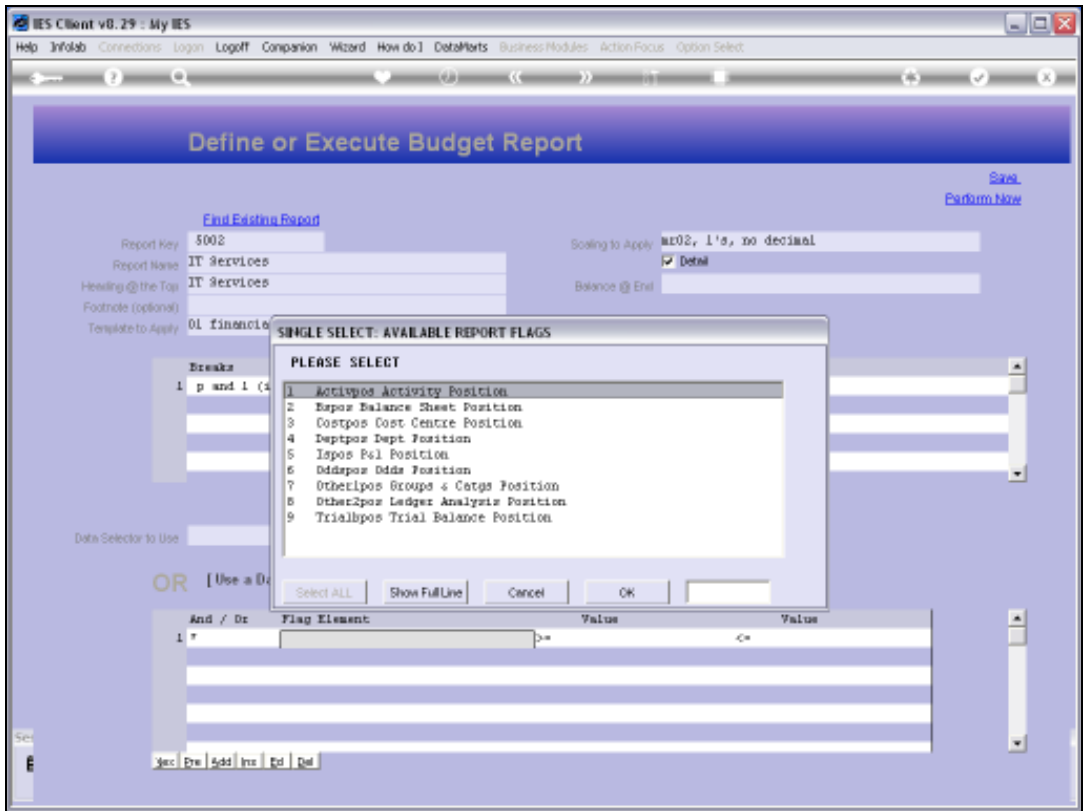 IES Client v8.29 : My IES
Help Infolab Connections Logon Logoff Companion Wizard How do I DataMarts Business Modules Action Focus Option Select
Define or Execute Budget Report
Save
Perform Now
Find Existing Report
Report Key 5002
Scaling to Apply mr02, 1's, no decimal
Report Name IT Services
Detail
Heading @ the Top IT Services
Balance @ End
Footnote (optional)
Template to Apply 01 financia
SINGLE SELECT: AVAILABLE REPORT FLAGS
PLEASE SELECT
Breaks
1 p and l (i
1 Activpos Activity Position
2 Bspos Balance Sheet Position
3 Costpos Cost Centre Position
4 Deptpos Dept Position
5 Ispos P&l Position
6 Oddspos Odds Position
7 Other1pos Groups & Catgs Position
8 Other2pos Ledger Analysis Position
9 Trialbpos Trial Balance Position
Data Selector to Use
OR [ Use a Da
Select ALL Show Full Line Cancel OK
And / Or Flag Element Value Value
1 * >= <=
Nex Pre Add Ins Ed Del